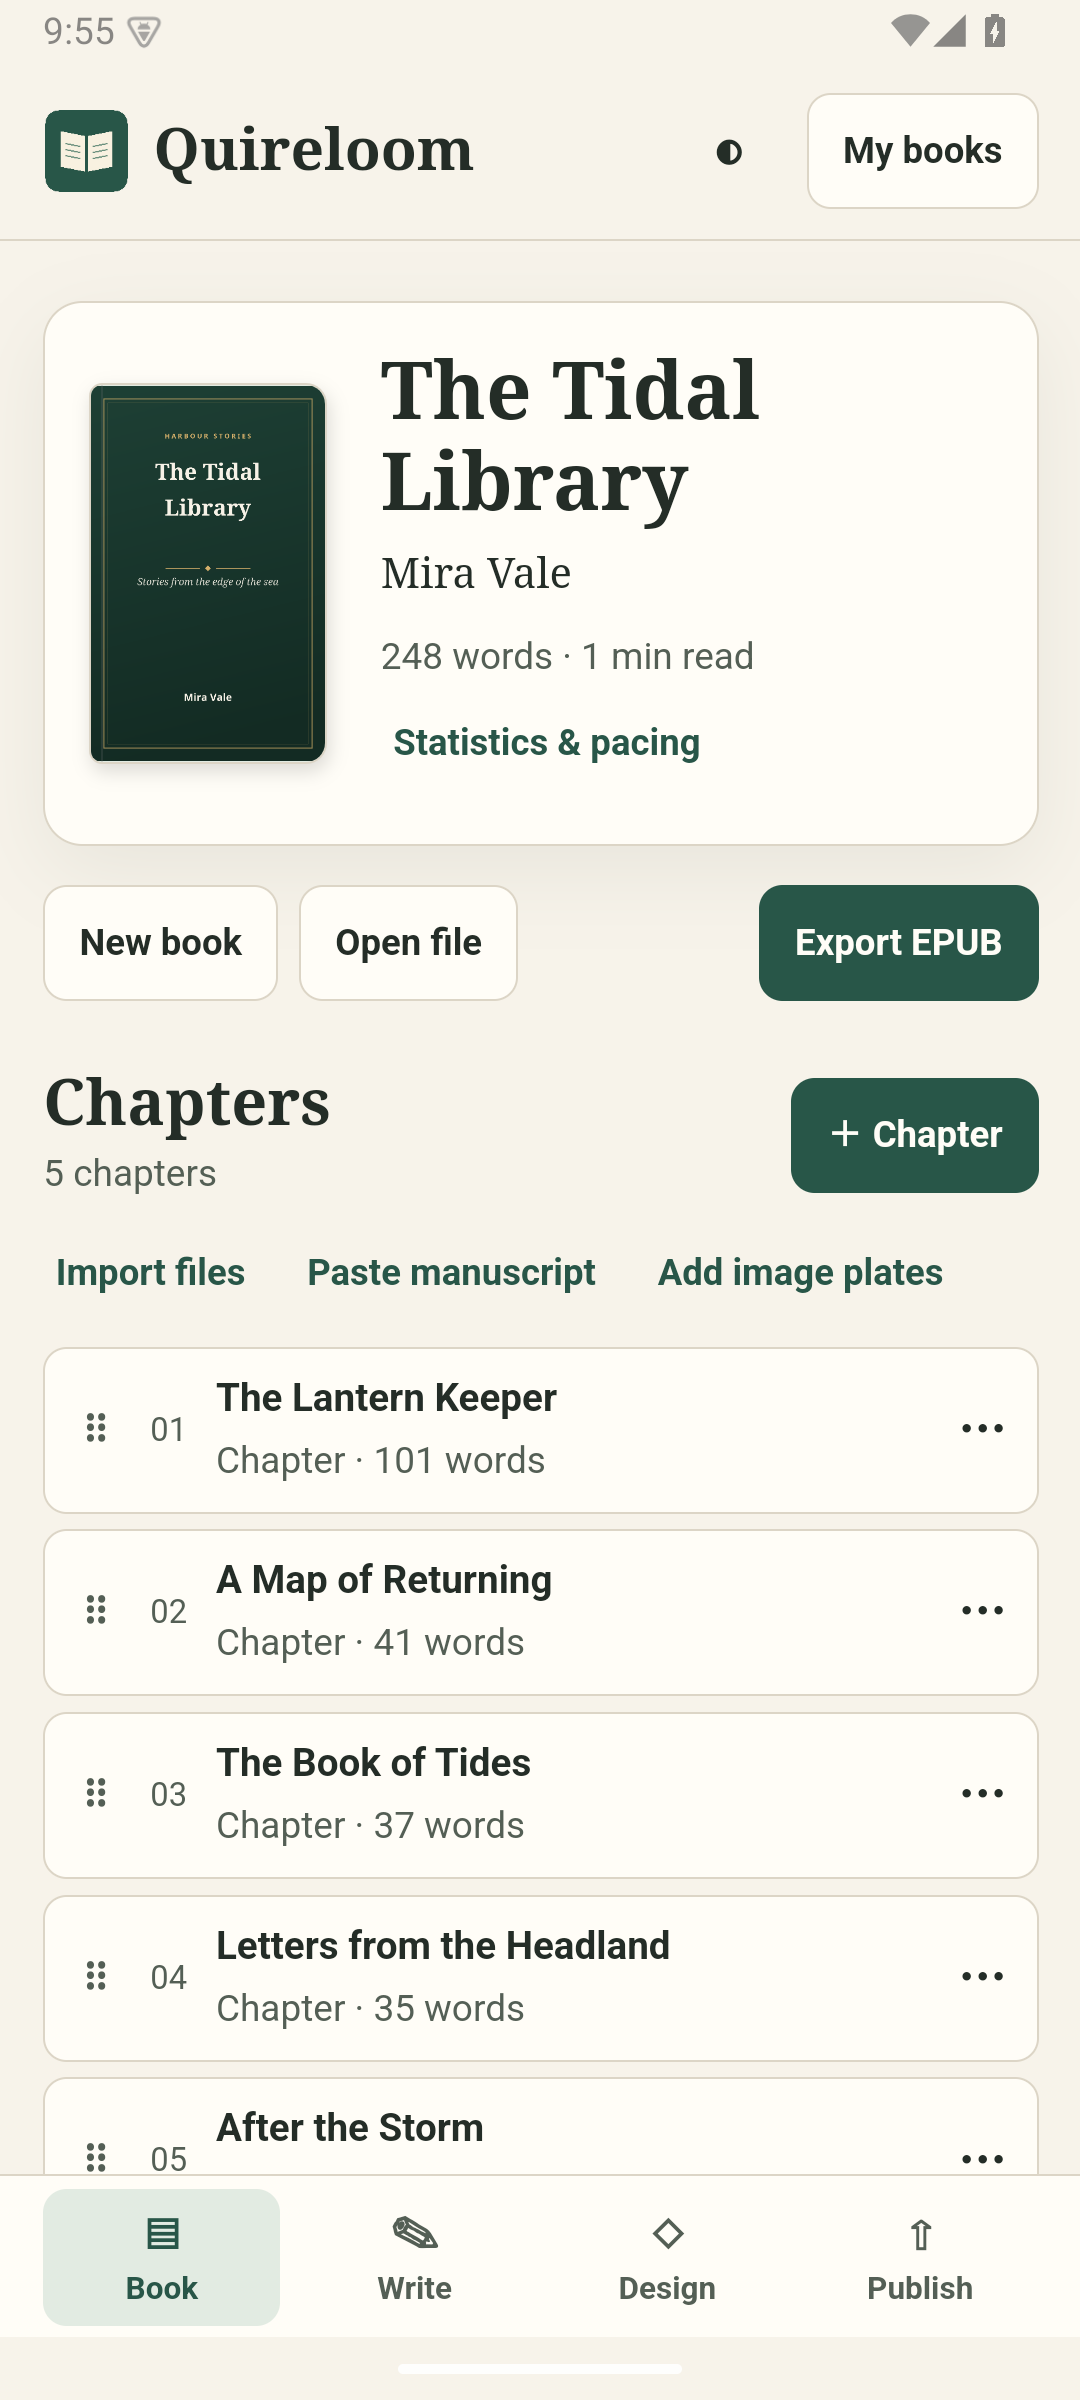 9:55
Quireloom
My books
HARBOUR STORIES
The Tidal
Library
Stories from the edge of the sea
Mira Vale
The Tidal
Library
Mira Vale
248 words · 1 min read
Statistics & pacing
New book
Open file
Export EPUB
Chapters
5 chapters
+ Chapter
Import files
Paste manuscript
Add image plates
01
The Lantern Keeper
Chapter · 101 words
02
A Map of Returning
Chapter · 41 words
03
The Book of Tides
Chapter · 37 words
04
Letters from the Headland
Chapter · 35 words
05
After the Storm
Book
Write
Design
Publish